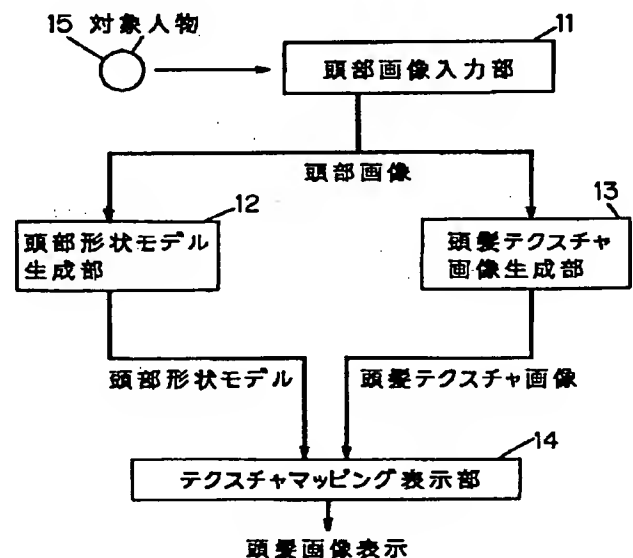 15 対象人物
11
頭部画像入力部
頭部画像
12
13
頭部形状モデル
生成部
頭髪テクスチャ
画像生成部
頭部形状モデル
頭髪テクスチャ画像
14
テクスチャマッピング表示部
頭髪画像表示